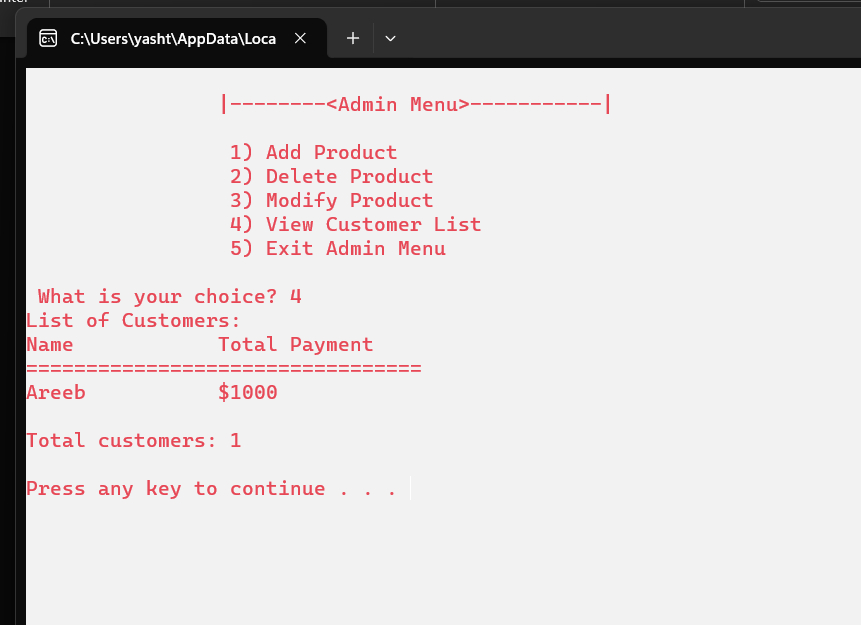 C:\Users\yasht\AppData\Loca
|--------<Admin Menu>-----------|
1) Add Product
2) Delete Product
3) Modify Product
4) View Customer List
5) Exit Admin Menu
What is your choice? 4
List of Customers:
Name Total Payment
=================================
Areeb $1000
Total customers: 1
Press any key to continue . . .